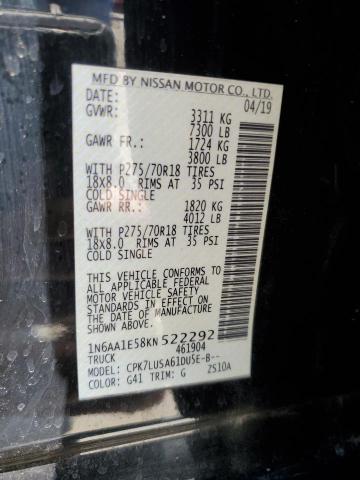 MFD BY NISSAN MOTOR CO., LTD.
DATE: 04/19
GVWR: 3311 KG
7300 LB
GAWR FR.: 1724 KG
3800 LB
WITH P275/70R18 TIRES
18X8.0 RIMS AT 35 PSI
COLD SINGLE
GAWR RR.: 1820 KG
4012 LB
WITH P275/70R18 TIRES
18X8.0 RIMS AT 35 PSI
COLD SINGLE
THIS VEHICLE CONFORMS TO
ALL APPLICABLE FEDERAL
MOTOR VEHICLE SAFETY
STANDARDS IN EFFECT ON THE
DATE OF MANUFACTURE
1N6AA1E58KN522292
TRUCK 461904
MODEL: CPK7LUSA61DUSE-B--
COLOR: G41 TRIM: G ZS10A